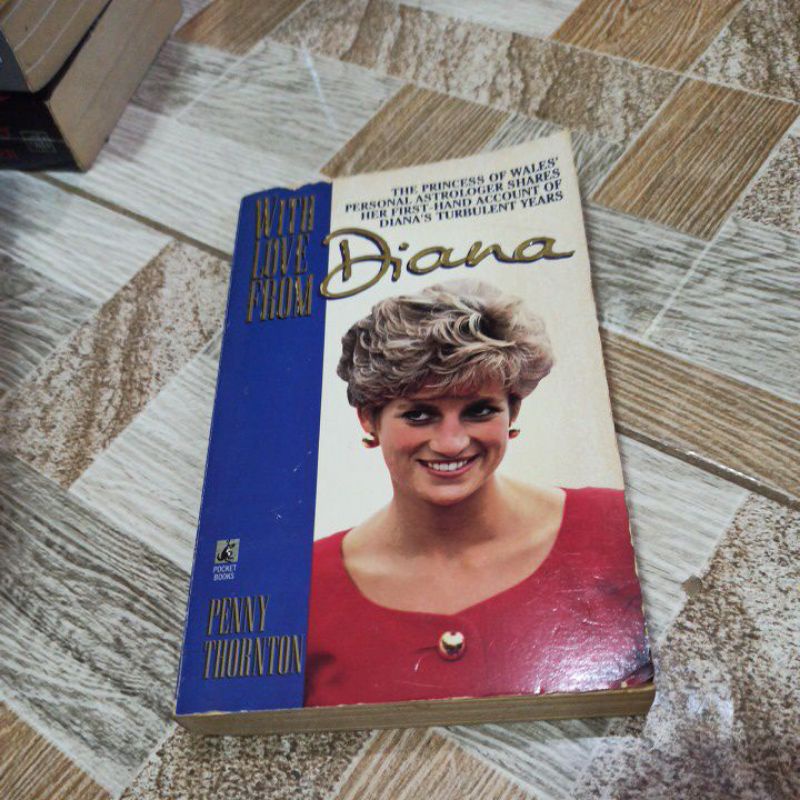 THE PRINCESS OF WALES'
PERSONAL ASTROLOGER SHARES
HER FIRST-HAND ACCOUNT OF
DIANA'S TURBULENT YEARS
WITH
LOVE
FROM
Diana
POCKET
BOOKS
PENNY
THORNTON